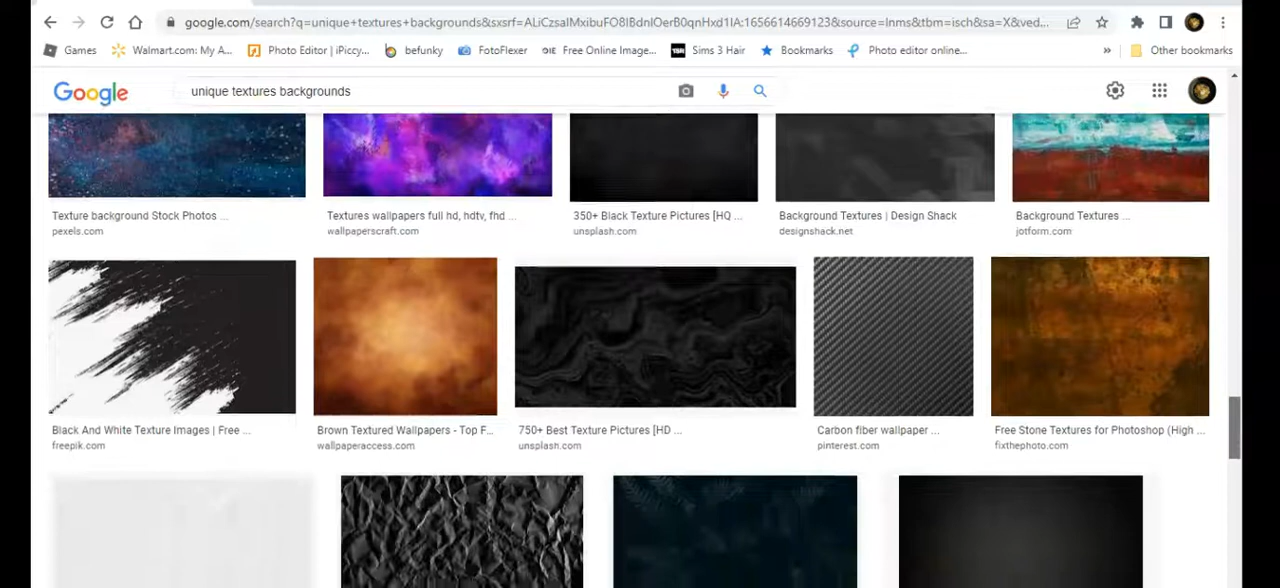 google.com/search?q=unique+textures+backgrounds&sxsrf=ALiCzsaIMxibuFO8lBdnIOerB0qnHxd1IA:1656614669123&source=lnms&tbm=isch&sa=X&ved...
Games Walmart.com: My A... Photo Editor | iPiccy... befunky FotoFlexer Free Online Image... TSR Sims 3 Hair Bookmarks Photo editor online... » Other bookmarks
Google unique textures backgrounds
Texture background Stock Photos ...
pexels.com
Textures wallpapers full hd, hdtv, fhd ...
wallpaperscraft.com
350+ Black Texture Pictures [HQ ...
unsplash.com
Background Textures | Design Shack
designshack.net
Background Textures ...
jotform.com
Black And White Texture Images | Free ...
freepik.com
Brown Textured Wallpapers - Top F...
wallpaperaccess.com
750+ Best Texture Pictures [HD ...
unsplash.com
Carbon fiber wallpaper ...
pinterest.com
Free Stone Textures for Photoshop (High ...
fixthephoto.com